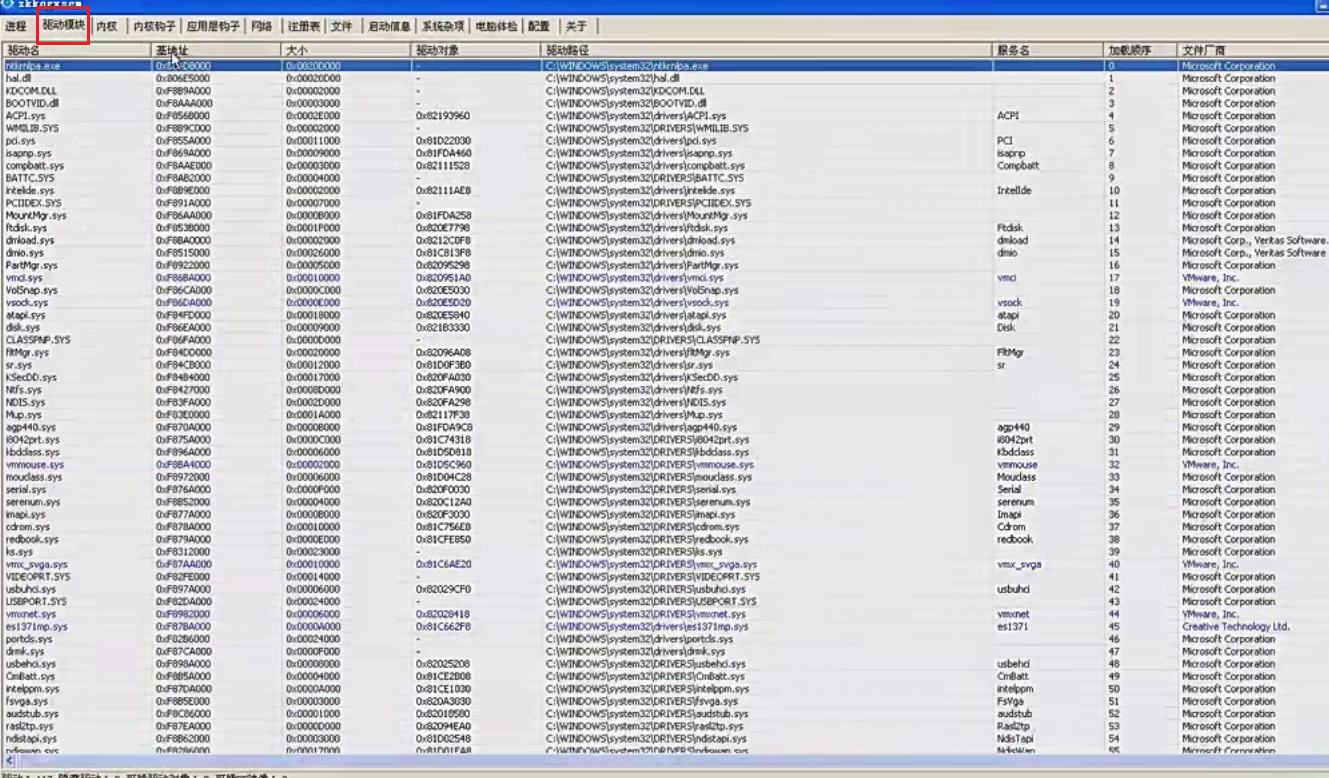 进程 驱动模块 内核 内核钩子 应用层钩子 网络 注册表 文件 启动信息 系统杂项 电脑体检 配置 关于
驱动名 基地址 大小 驱动对象 驱动路径 服务名 加载顺序 文件厂商
ntkrnlpa.exe 0x0020D000 - C:\WINDOWS\system32\ntkrnlpa.exe 0 Microsoft Corporation
hal.dll 0x806E5000 0x00020D00 - C:\WINDOWS\system32\hal.dll 1 Microsoft Corporation
KDCOM.DLL 0xF8B9A000 0x00002000 - C:\WINDOWS\system32\KDCOM.DLL 2 Microsoft Corporation
BOOTVID.dll 0xF8AAA000 0x00003000 - C:\WINDOWS\system32\BOOTVID.dll 3 Microsoft Corporation
ACPI.sys 0xF856B000 0x0002E000 0x82193960 C:\WINDOWS\system32\drivers\ACPI.sys ACPI 4 Microsoft Corporation
WMILIB.SYS 0xF8B9C000 0x00002000 - C:\WINDOWS\system32\DRIVERS\WMILIB.SYS 5 Microsoft Corporation
pci.sys 0xF855A000 0x00011000 0x81D22030 C:\WINDOWS\system32\drivers\pci.sys PCI 6 Microsoft Corporation
isapnp.sys 0xF869A000 0x00009000 0x81FDA460 C:\WINDOWS\system32\drivers\isapnp.sys isapnp 7 Microsoft Corporation
compbatt.sys 0xF8AAE000 0x00003000 0x82111528 C:\WINDOWS\system32\drivers\compbatt.sys Compbatt 8 Microsoft Corporation
BATTC.SYS 0xF8AB2000 0x00004000 - C:\WINDOWS\system32\DRIVERS\BATTC.SYS 9 Microsoft Corporation
intelide.sys 0xF8B9E000 0x00002000 0x82111AE8 C:\WINDOWS\system32\drivers\intelide.sys IntelIde 10 Microsoft Corporation
PCIIDEX.SYS 0xF891A000 0x00007000 - C:\WINDOWS\system32\DRIVERS\PCIIDEX.SYS 11 Microsoft Corporation
MountMgr.sys 0xF86AA000 0x0000B000 0x81FDA258 C:\WINDOWS\system32\drivers\MountMgr.sys 12 Microsoft Corporation
ftdisk.sys 0xF853B000 0x0001F000 0x820E7798 C:\WINDOWS\system32\drivers\ftdisk.sys Ftdisk 13 Microsoft Corporation
dmload.sys 0xF8BA0000 0x00002000 0x8212C0F8 C:\WINDOWS\system32\drivers\dmload.sys dmload 14 Microsoft Corp., Veritas Software.
dmio.sys 0xF8515000 0x00026000 0x81C813F8 C:\WINDOWS\system32\drivers\dmio.sys dmio 15 Microsoft Corp., Veritas Software
PartMgr.sys 0xF8922000 0x00005000 0x82095298 C:\WINDOWS\system32\drivers\PartMgr.sys 16 Microsoft Corporation
vmci.sys 0xF86BA000 0x00010000 0x820951A0 C:\WINDOWS\system32\drivers\vmci.sys vmci 17 VMware, Inc.
VolSnap.sys 0xF86CA000 0x0000C000 0x820E5030 C:\WINDOWS\system32\drivers\VolSnap.sys 18 Microsoft Corporation
vsock.sys 0xF86DA000 0x0000E000 0x820E5D20 C:\WINDOWS\system32\drivers\vsock.sys vsock 19 VMware, Inc.
atapi.sys 0xF84FD000 0x00018000 0x820E5840 C:\WINDOWS\system32\drivers\atapi.sys atapi 20 Microsoft Corporation
disk.sys 0xF86EA000 0x00009000 0x821B3330 C:\WINDOWS\system32\drivers\disk.sys Disk 21 Microsoft Corporation
CLASSPNP.SYS 0xF86FA000 0x0000D000 - C:\WINDOWS\system32\DRIVERS\CLASSPNP.SYS 22 Microsoft Corporation
fltMgr.sys 0xF84DD000 0x00020000 0x82096A08 C:\WINDOWS\system32\drivers\fltMgr.sys FltMgr 23 Microsoft Corporation
sr.sys 0xF84CB000 0x00012000 0x81D0F3B0 C:\WINDOWS\system32\drivers\sr.sys sr 24 Microsoft Corporation
KSecDD.sys 0xF84B4000 0x00017000 0x820FA030 C:\WINDOWS\system32\drivers\KSecDD.sys 25 Microsoft Corporation
Ntfs.sys 0xF8427000 0x0008D000 0x820FA900 C:\WINDOWS\system32\drivers\Ntfs.sys 26 Microsoft Corporation
NDIS.sys 0xF83FA000 0x0002D000 0x820FA298 C:\WINDOWS\system32\drivers\NDIS.sys 27 Microsoft Corporation
Mup.sys 0xF83E0000 0x0001A000 0x82117F38 C:\WINDOWS\system32\drivers\Mup.sys 28 Microsoft Corporation
agp440.sys 0xF870A000 0x0000B000 0x81FDA9C8 C:\WINDOWS\system32\drivers\agp440.sys agp440 29 Microsoft Corporation
i8042prt.sys 0xF875A000 0x0000C000 0x81C74318 C:\WINDOWS\system32\DRIVERS\i8042prt.sys i8042prt 30 Microsoft Corporation
kbdclass.sys 0xF896A000 0x00006000 0x81D5D818 C:\WINDOWS\system32\DRIVERS\kbdclass.sys Kbdclass 31 Microsoft Corporation
vmmouse.sys 0xF8BA4000 0x00002000 0x81D5C960 C:\WINDOWS\system32\DRIVERS\vmmouse.sys vmmouse 32 VMware, Inc.
mouclass.sys 0xF8972000 0x00006000 0x81D04C28 C:\WINDOWS\system32\DRIVERS\mouclass.sys Mouclass 33 Microsoft Corporation
serial.sys 0xF876A000 0x0000F000 0x820F0030 C:\WINDOWS\system32\DRIVERS\serial.sys Serial 34 Microsoft Corporation
serenum.sys 0xF8B52000 0x00004000 0x820C12A0 C:\WINDOWS\system32\DRIVERS\serenum.sys serenum 35 Microsoft Corporation
imapi.sys 0xF877A000 0x0000B000 0x820F3030 C:\WINDOWS\system32\DRIVERS\imapi.sys Imapi 36 Microsoft Corporation
cdrom.sys 0xF878A000 0x00010000 0x81C756E8 C:\WINDOWS\system32\DRIVERS\cdrom.sys Cdrom 37 Microsoft Corporation
redbook.sys 0xF879A000 0x0000F000 0x81CFE850 C:\WINDOWS\system32\DRIVERS\redbook.sys redbook 38 Microsoft Corporation
ks.sys 0xF8312000 0x00023000 - C:\WINDOWS\system32\DRIVERS\ks.sys 39 Microsoft Corporation
vmx_svga.sys 0xF87AA000 0x00010000 0x81C6AE20 C:\WINDOWS\system32\DRIVERS\vmx_svga.sys vmx_svga 40 VMware, Inc.
VIDEOPRT.SYS 0xF82FE000 0x00014000 - C:\WINDOWS\system32\DRIVERS\VIDEOPRT.SYS 41 Microsoft Corporation
usbuhci.sys 0xF897A000 0x00006000 0x82029CF0 C:\WINDOWS\system32\DRIVERS\usbuhci.sys usbuhci 42 Microsoft Corporation
USBPORT.SYS 0xF82DA000 0x00024000 - C:\WINDOWS\system32\DRIVERS\USBPORT.SYS 43 Microsoft Corporation
vmxnet.sys 0xF8982000 0x00006000 0x82028418 C:\WINDOWS\system32\DRIVERS\vmxnet.sys vmxnet 44 VMware, Inc.
es1371mp.sys 0xF87BA000 0x0000A000 0x81C662F8 C:\WINDOWS\system32\drivers\es1371mp.sys es1371 45 Creative Technology Ltd.
portcls.sys 0xF82B6000 0x00024000 - C:\WINDOWS\system32\drivers\portcls.sys 46 Microsoft Corporation
drmk.sys 0xF87CA000 0x0000F000 - C:\WINDOWS\system32\drivers\drmk.sys 47 Microsoft Corporation
usbehci.sys 0xF898A000 0x00008000 0x82025208 C:\WINDOWS\system32\DRIVERS\usbehci.sys usbehci 48 Microsoft Corporation
CmBatt.sys 0xF8B5A000 0x00004000 0x81CE2B08 C:\WINDOWS\system32\DRIVERS\CmBatt.sys CmBatt 49 Microsoft Corporation
intelppm.sys 0xF87DA000 0x0000A000 0x81CE1030 C:\WINDOWS\system32\DRIVERS\intelppm.sys intelppm 50 Microsoft Corporation
fsvga.sys 0xF8B5E000 0x00003000 0x820A3030 C:\WINDOWS\system32\DRIVERS\fsvga.sys FsVga 51 Microsoft Corporation
audstub.sys 0xF8C86000 0x00001000 0x82018580 C:\WINDOWS\system32\DRIVERS\audstub.sys audstub 52 Microsoft Corporation
rasl2tp.sys 0xF87EA000 0x0000D000 0x82094EA0 C:\WINDOWS\system32\DRIVERS\rasl2tp.sys Rasl2tp 53 Microsoft Corporation
ndistapi.sys 0xF8B62000 0x00003000 0x81D02548 C:\WINDOWS\system32\DRIVERS\ndistapi.sys NdisTapi 54 Microsoft Corporation
ndiswan.sys 0xF8286000 0x00017000 0x81D01EA8 C:\WINDOWS\system32\DRIVERS\ndiswan.sys NdisWan 55 Microsoft Corporation